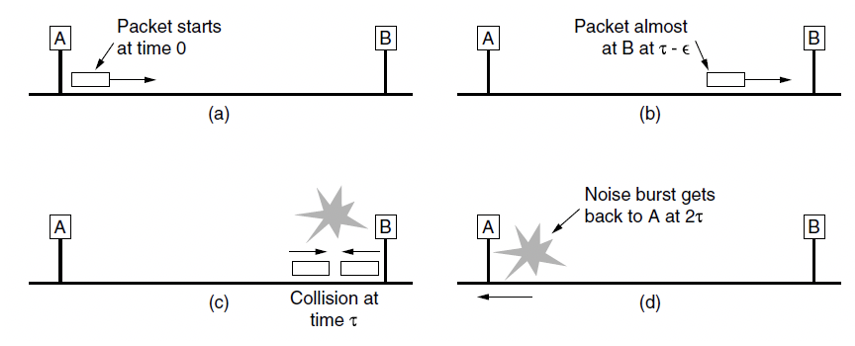 A
Packet starts
at time 0
B
(a)
A
Packet almost
at B at τ - ϵ
B
(b)
A
B
(c)
Collision at
time τ
A
Noise burst gets
back to A at 2τ
B
(d)